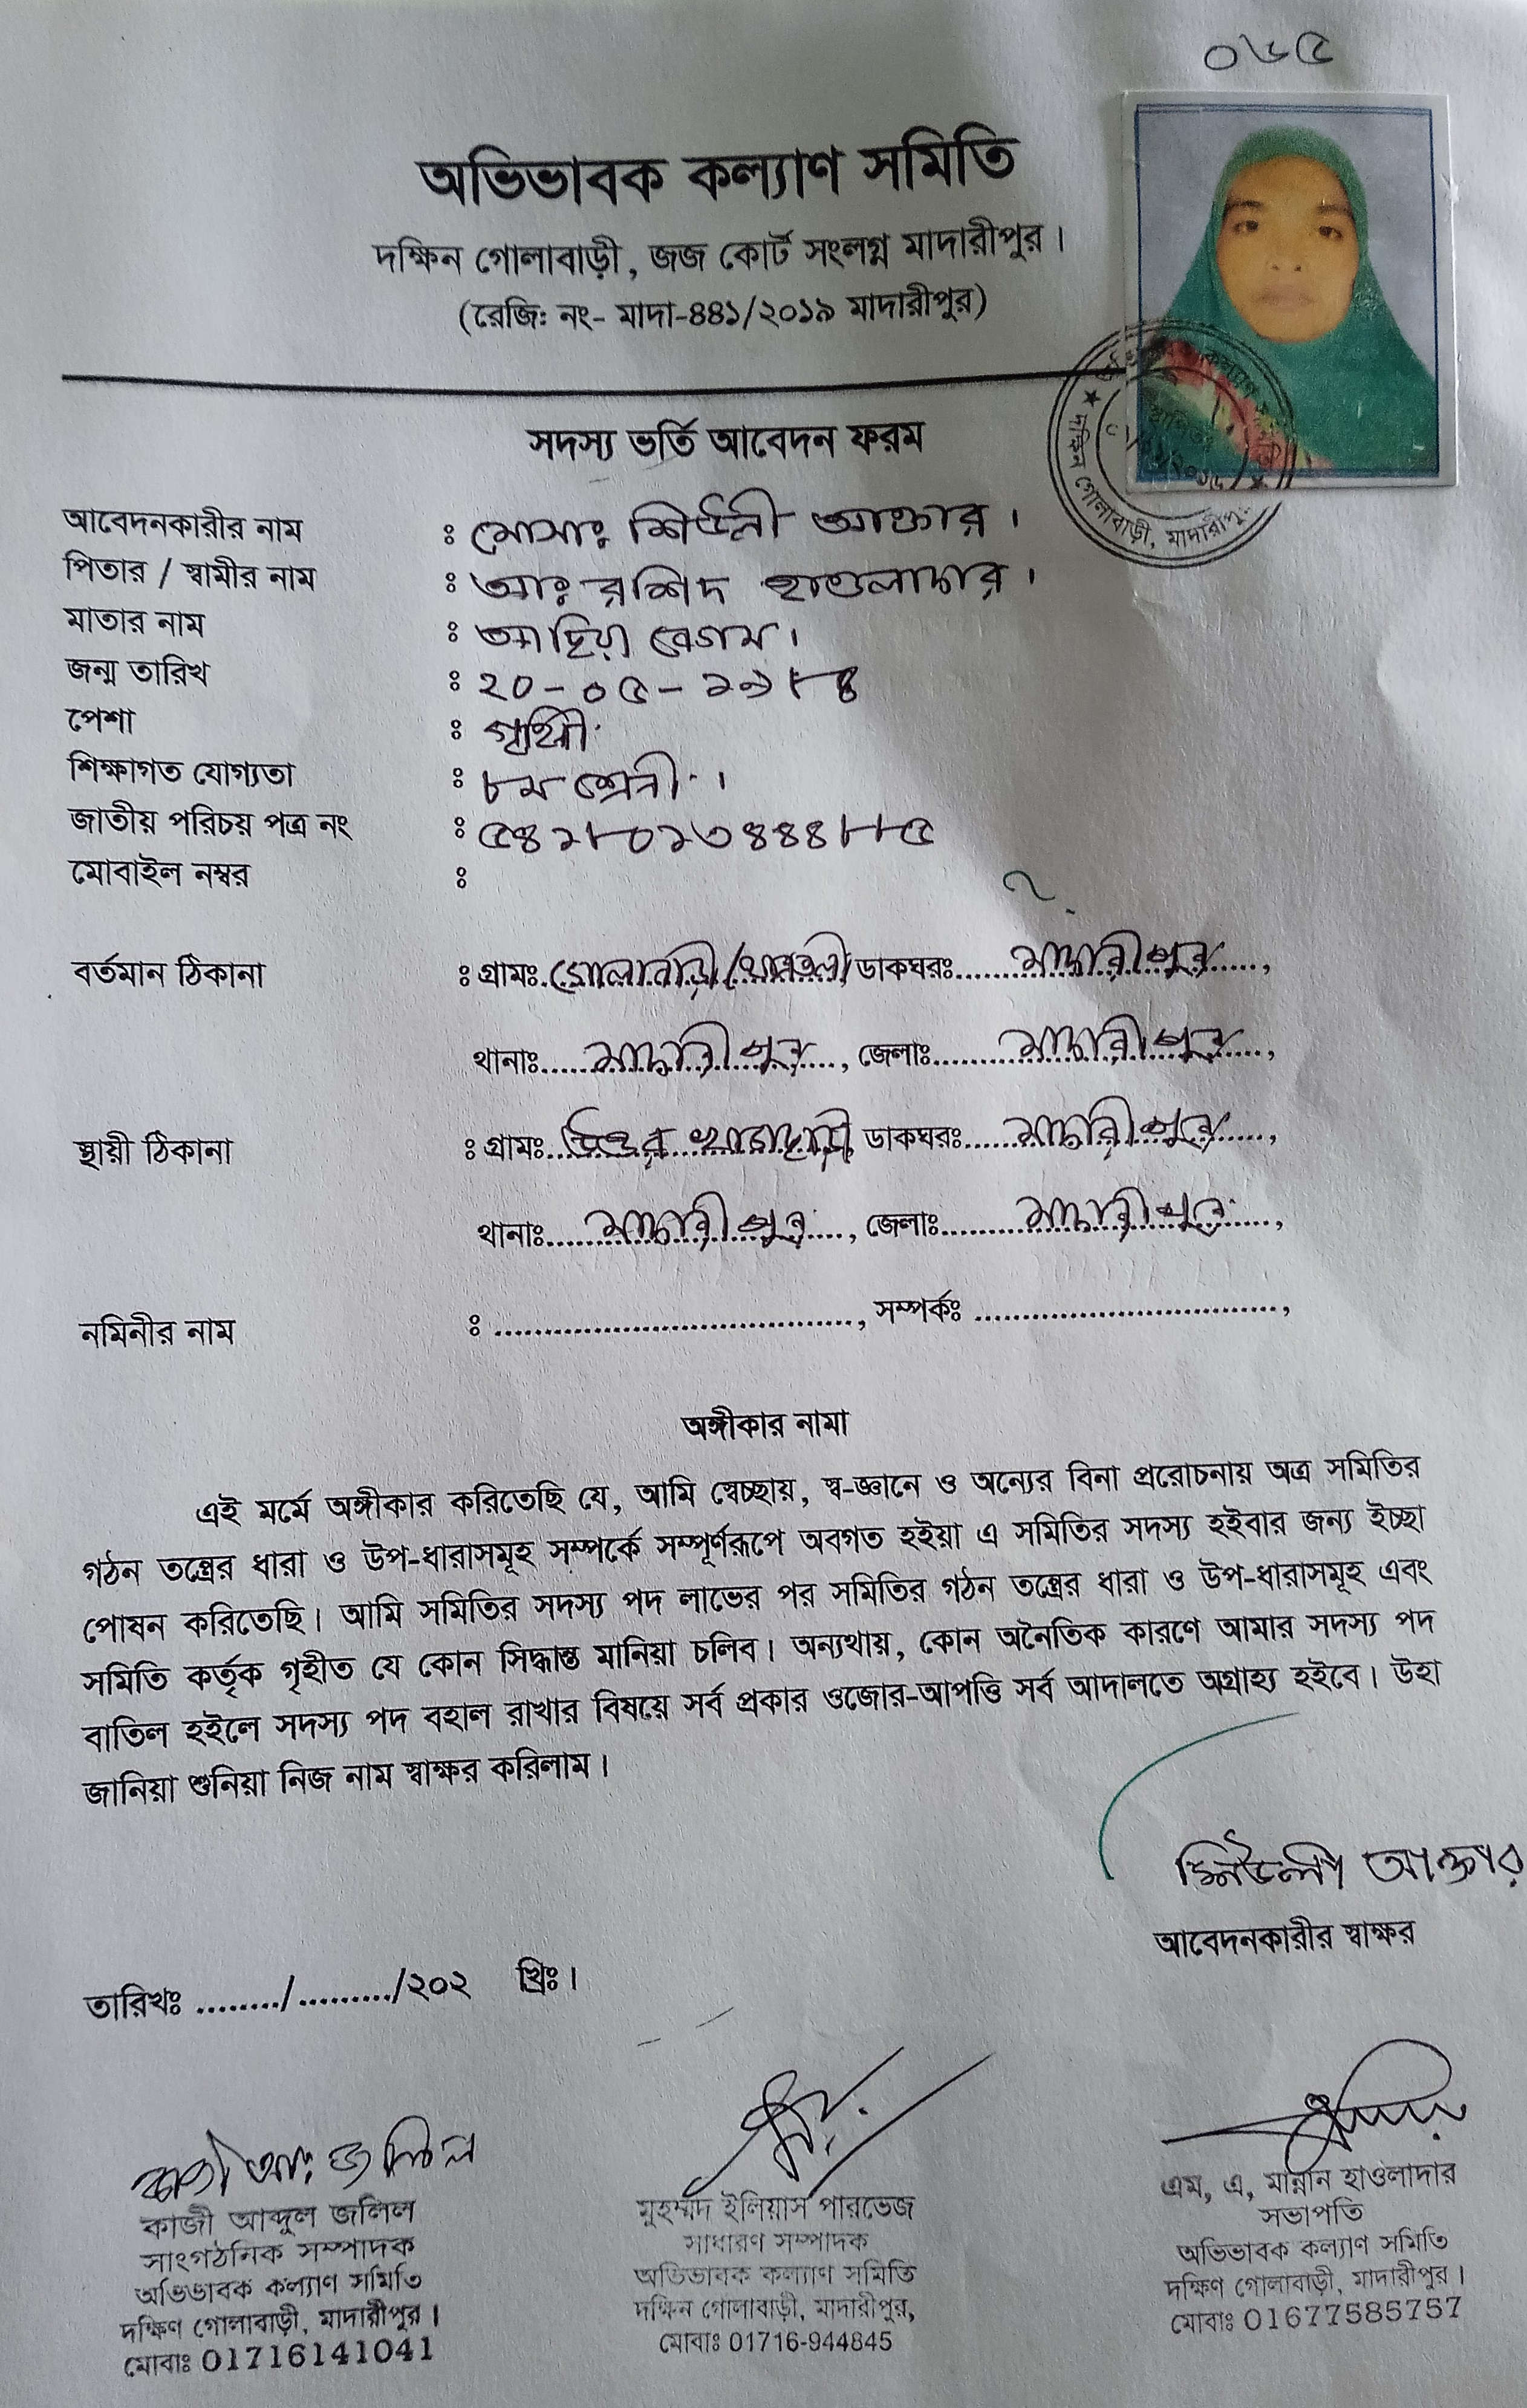 ০৬৫
অভিভাবক কল্যাণ সমিতি
দক্ষিন গোলাবাড়ী, জজ কোর্ট সংলগ্ন মাদারীপুর।
(রেজিঃ নং- মাদা-৪৪১/২০১৯ মাদারীপুর)
সদস্য ভর্তি আবেদন ফরম
আবেদনকারীর নাম : মোসাঃ শিউলী আক্তার।
পিতার / স্বামীর নাম : আঃ রশিদ হাওলাদার।
মাতার নাম : আছিয়া বেগম।
জন্ম তারিখ : ২০-০৫-১৯৮৪
পেশা :
শিক্ষাগত যোগ্যতা : ৮ম শ্রেনী।
জাতীয় পরিচয় পত্র নং : ৫৪২৮০১৩৪৪৪৮৮৫
মোবাইল নম্বর :
বর্তমান ঠিকানা : গ্রামঃ গোলাবাড়ী ডাকঘরঃ মাদারীপুর,
থানাঃ মাদারীপুর, জেলাঃ মাদারীপুর,
স্থায়ী ঠিকানা : গ্রামঃ উত্তর ডাকঘরঃ মাদারীপুর,
থানাঃ মাদারীপুর, জেলাঃ মাদারীপুর,
নমিনীর নাম : ..................................., সম্পর্কঃ ..................................,
অঙ্গীকার নামা
এই মর্মে অঙ্গীকার করিতেছি যে, আমি স্বেচ্ছায়, স্ব-জ্ঞানে ও অন্যের বিনা প্ররোচনায় অত্র সমিতির
গঠন তন্ত্রের ধারা ও উপ-ধারাসমূহ সম্পর্কে সম্পূর্ণরূপে অবগত হইয়া এ সমিতির সদস্য হইবার জন্য ইচ্ছা
পোষন করিতেছি। আমি সমিতির সদস্য পদ লাভের পর সমিতির গঠন তন্ত্রের ধারা ও উপ-ধারাসমূহ এবং
সমিতি কর্তৃক গৃহীত যে কোন সিদ্ধান্ত মানিয়া চলিব। অন্যথায়, কোন অনৈতিক কারণে আমার সদস্য পদ
বাতিল হইলে সদস্য পদ বহাল রাখার বিষয়ে সর্ব প্রকার ওজোর-আপত্তি সর্ব আদালতে অগ্রাহ্য হইবে। উহা
জানিয়া শুনিয়া নিজ নাম স্বাক্ষর করিলাম।
শিউলী আক্তার
আবেদনকারীর স্বাক্ষর
তারিখঃ ......../........./২০২ খ্রিঃ।
কাজী আঃ জলিল
কাজী আব্দুল জলিল
সাংগঠনিক সম্পাদক
অভিভাবক কল্যাণ সমিতি
দক্ষিণ গোলাবাড়ী, মাদারীপুর।
মোবাঃ 01716141041
মুহম্মদ ইলিয়াস পারভেজ
সাধারণ সম্পাদক
অভিভাবক কল্যাণ সমিতি
দক্ষিন গোলাবাড়ী, মাদারীপুর,
মোবাঃ 01716-944845
এম, এ, মান্নান হাওলাদার
সভাপতি
অভিভাবক কল্যাণ সমিতি
দক্ষিণ গোলাবাড়ী, মাদারীপুর।
মোবাঃ 01677585757